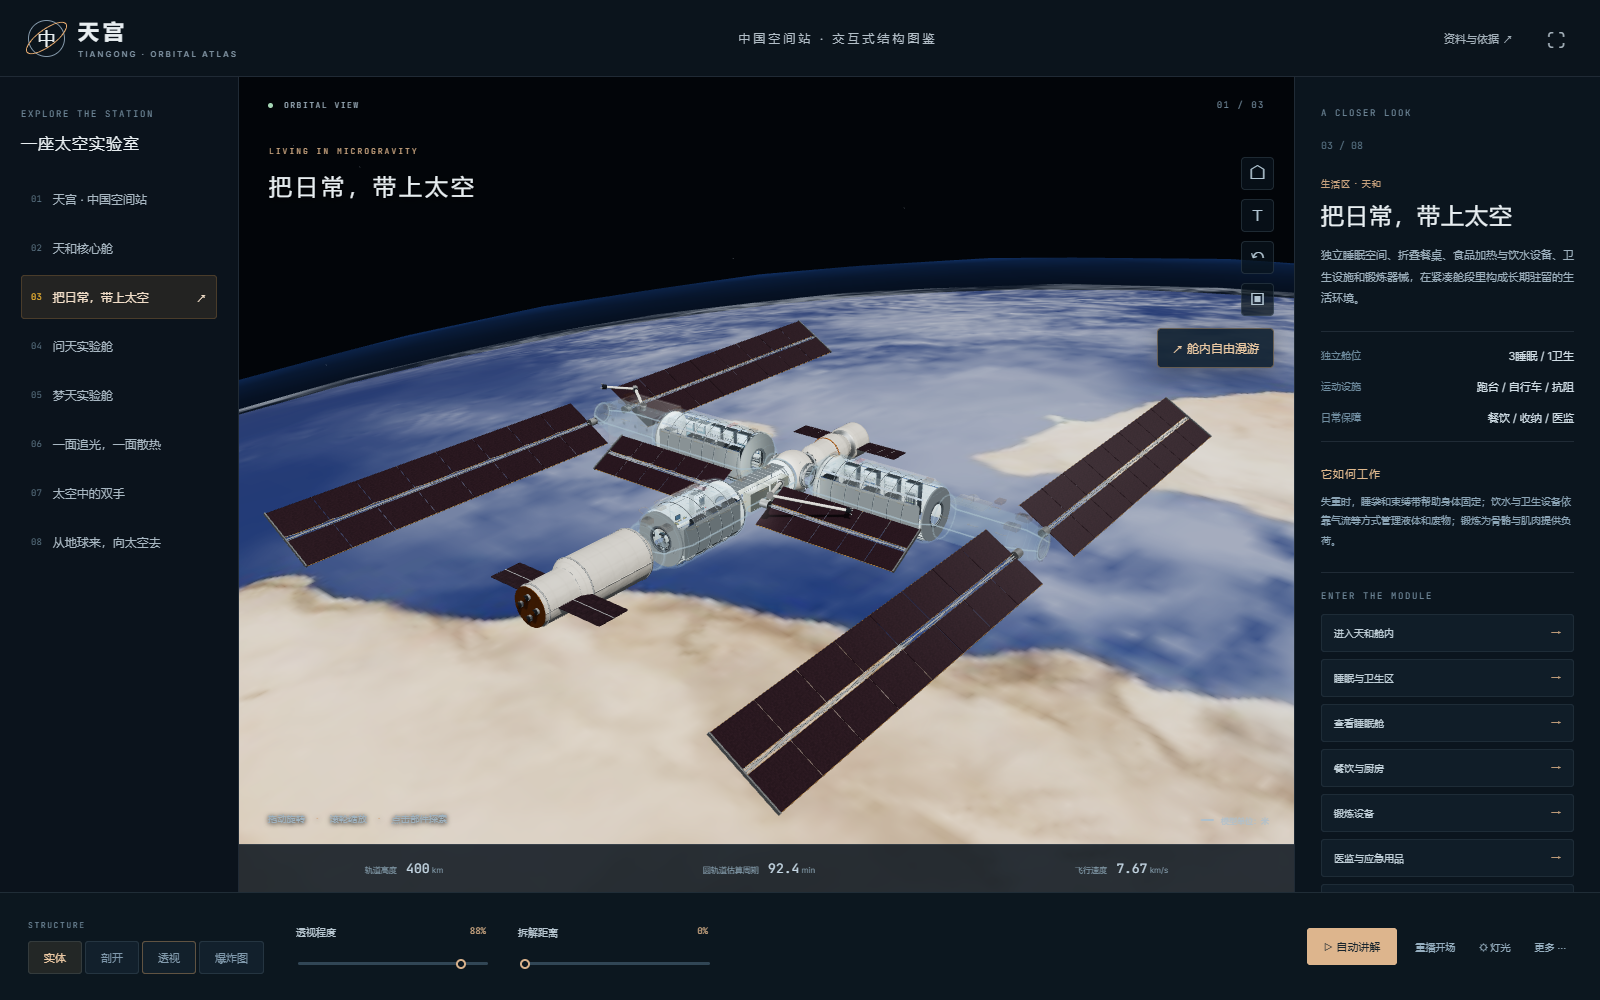 中 天宫
TIANGONG · ORBITAL ATLAS
中国空间站 · 交互式结构图鉴
资料与依据 ↗
EXPLORE THE STATION
一座太空实验室
01 天宫 · 中国空间站
02 天和核心舱
03 把日常，带上太空 ↗
04 问天实验舱
05 梦天实验舱
06 一面追光，一面散热
07 太空中的双手
08 从地球来，向太空去
ORBITAL VIEW
01 / 03
LIVING IN MICROGRAVITY
把日常，带上太空
T
↗ 舱内自由漫游
轨道高度 400 km
圆轨道估算周期 92.4 min
飞行速度 7.67 km/s
A CLOSER LOOK
03 / 08
生活区 · 天和
把日常，带上太空
独立睡眠空间、折叠餐桌、食品加热与饮水设备、卫
生设施和锻炼器械，在紧凑舱段里构成长期驻留的生
活环境。
独立舱位 3睡眠 / 1卫生
运动设施 跑台 / 自行车 / 抗阻
日常保障 餐饮 / 收纳 / 医监
它如何工作
失重时，睡袋和束缚带帮助身体固定；饮水与卫生设备依
靠气流等方式管理液体和废物；锻炼为骨骼与肌肉提供负
荷。
ENTER THE MODULE
进入天和舱内 →
睡眠与卫生区 →
查看睡眠舱 →
餐饮与厨房 →
锻炼设备 →
医监与应急用品 →
STRUCTURE
实体 剖开 透视 爆炸图
透视程度 88%
拆解距离 0%
▷ 自动讲解
重播开场
灯光
更多 ···